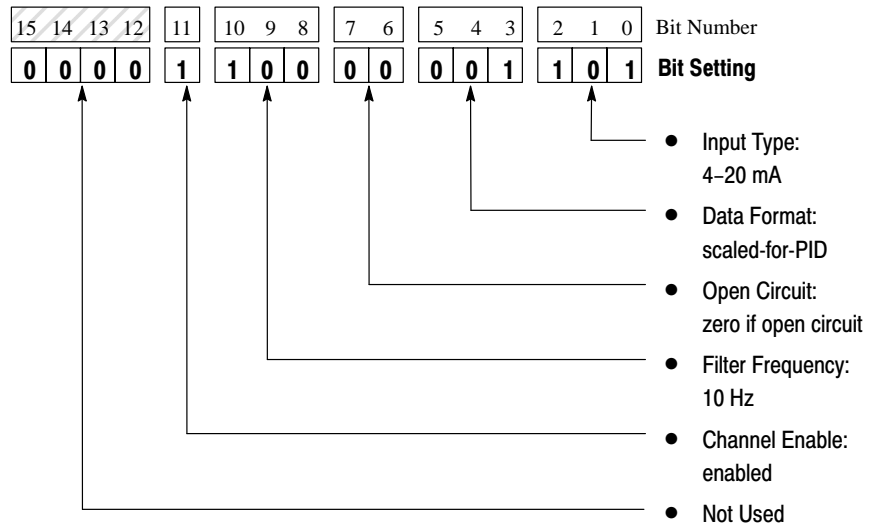 15 14 13 12 11 10 9 8 7 6 5 4 3 2 1 0 Bit Number
0 0 0 0 1 1 0 0 0 0 0 0 1 1 0 1 Bit Setting
● Input Type:
4–20 mA
● Data Format:
scaled-for-PID
● Open Circuit:
zero if open circuit
● Filter Frequency:
10 Hz
● Channel Enable:
enabled
● Not Used